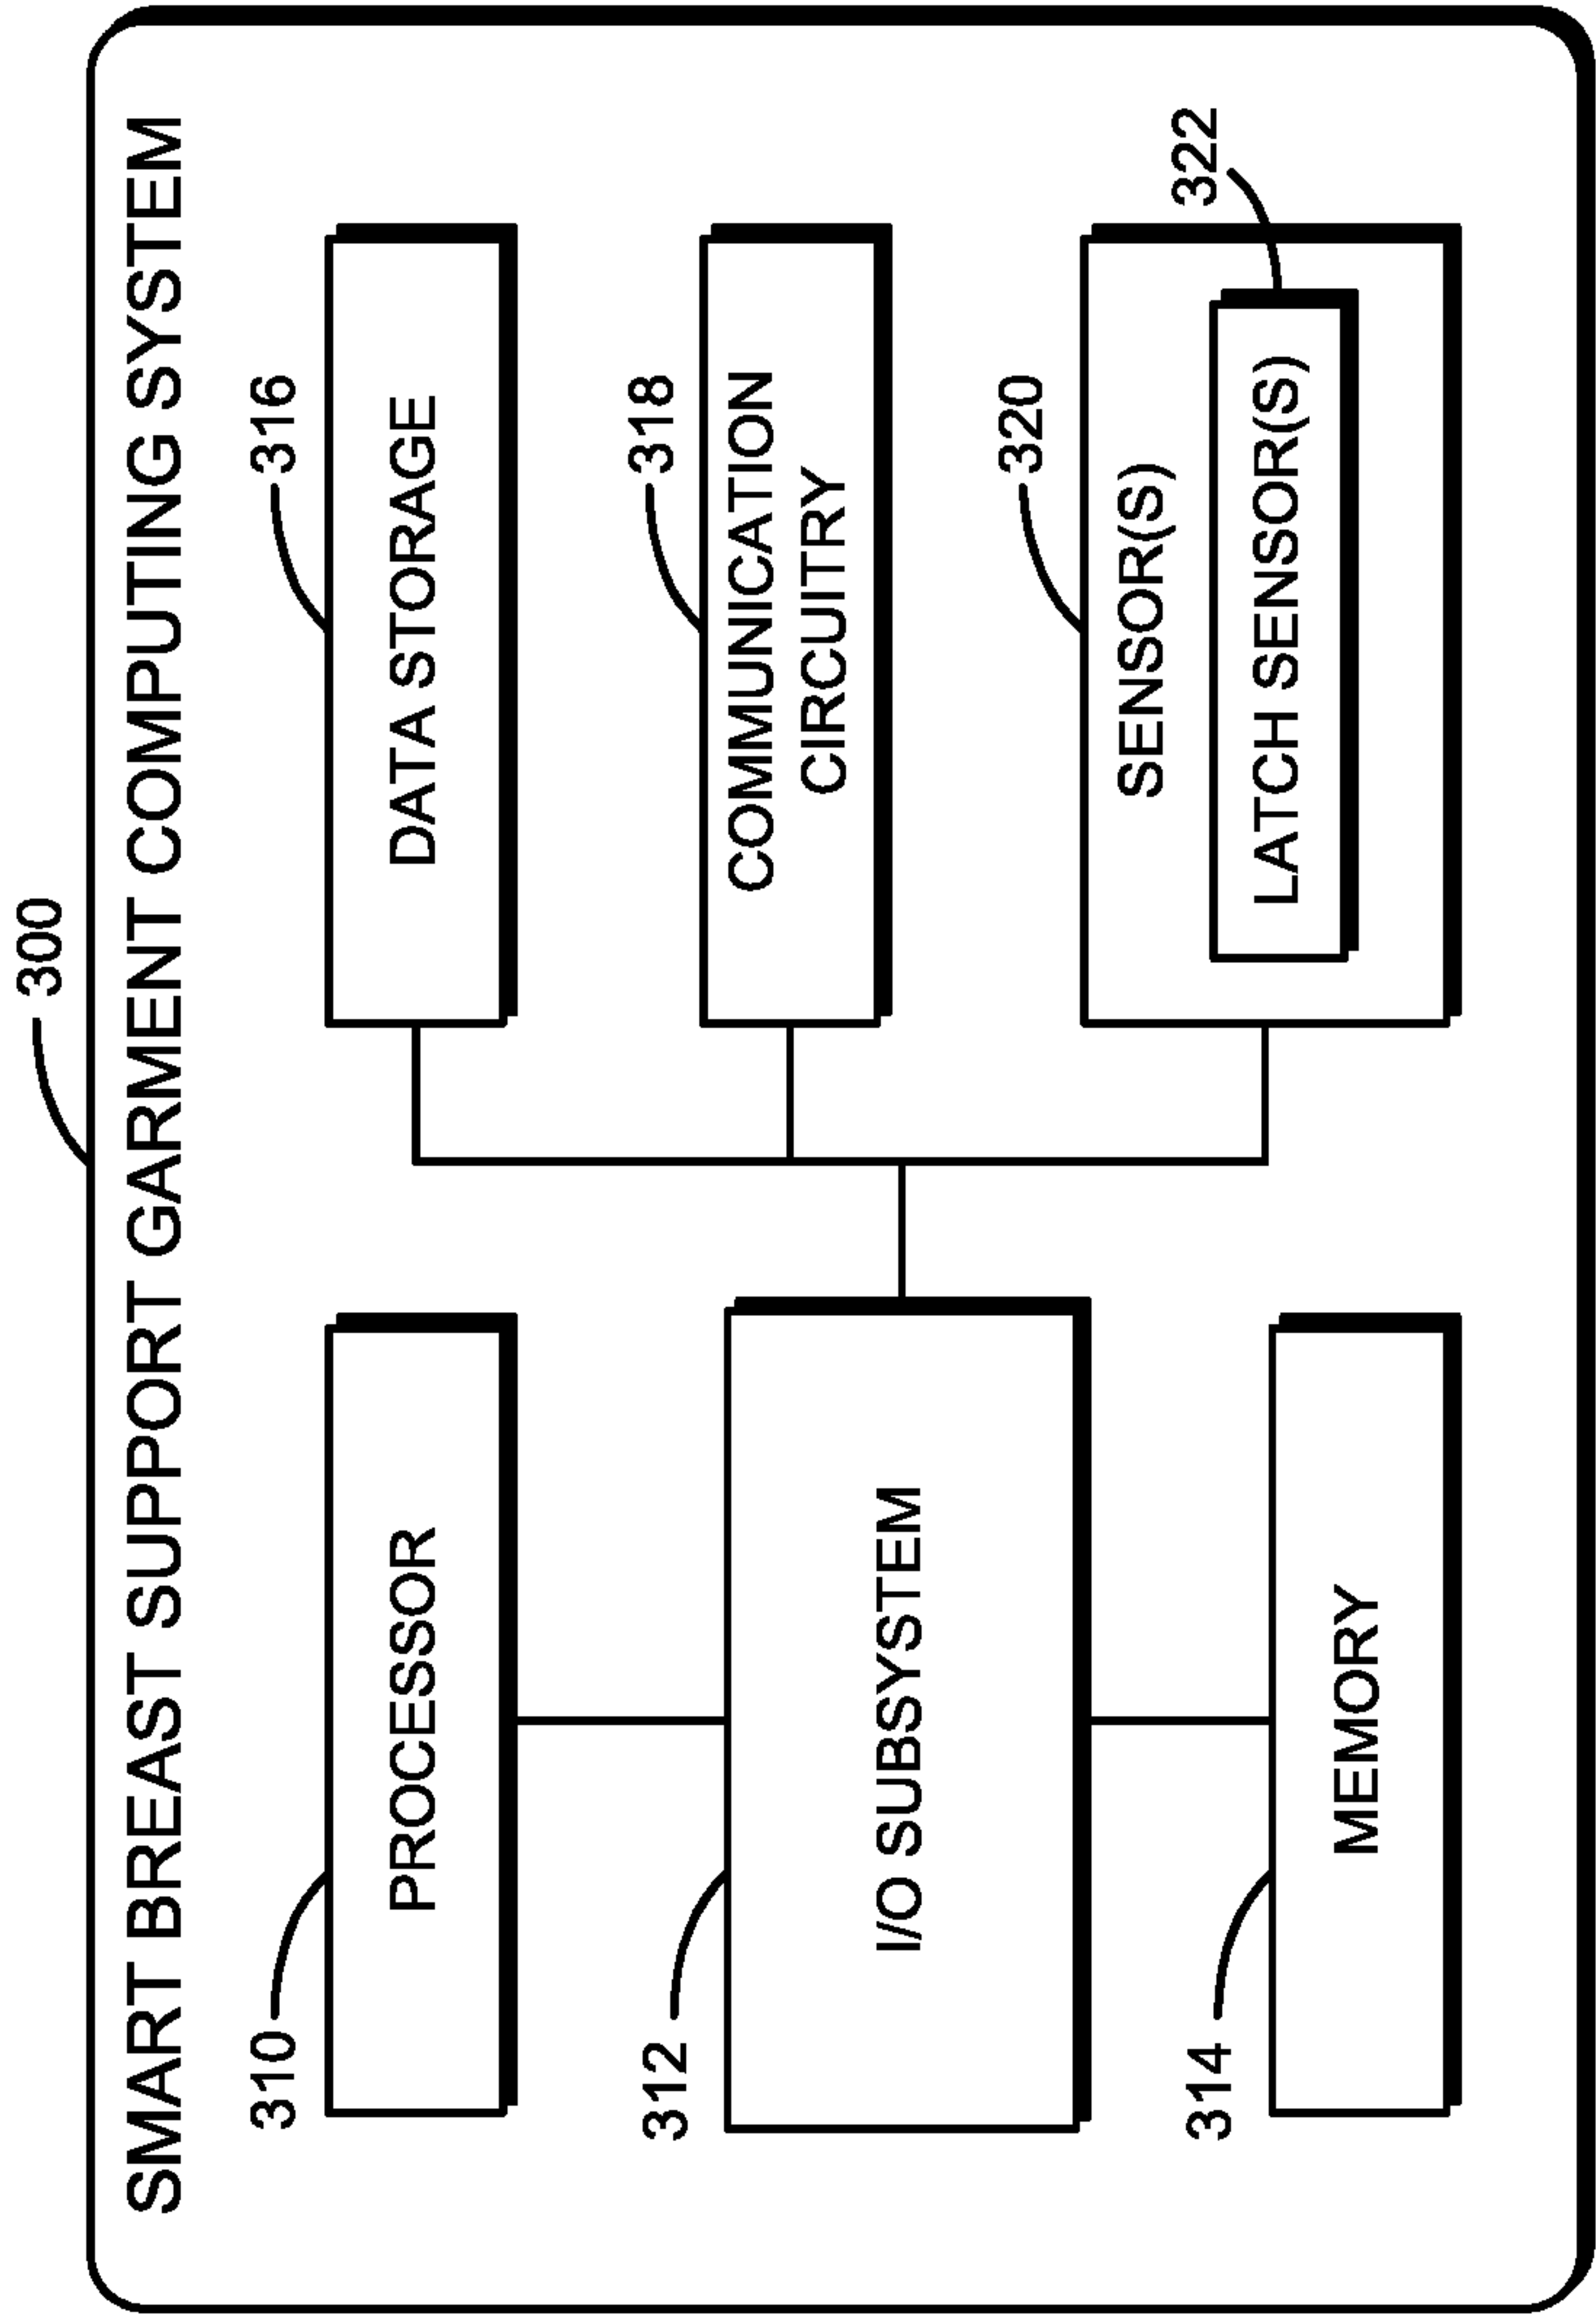 300
SMART BREAST SUPPORT GARMENT COMPUTING SYSTEM
310
PROCESSOR
312
I/O SUBSYSTEM
314
MEMORY
316
DATA STORAGE
318
COMMUNICATION
CIRCUITRY
320
SENSOR(S)
322
LATCH SENSOR(S)